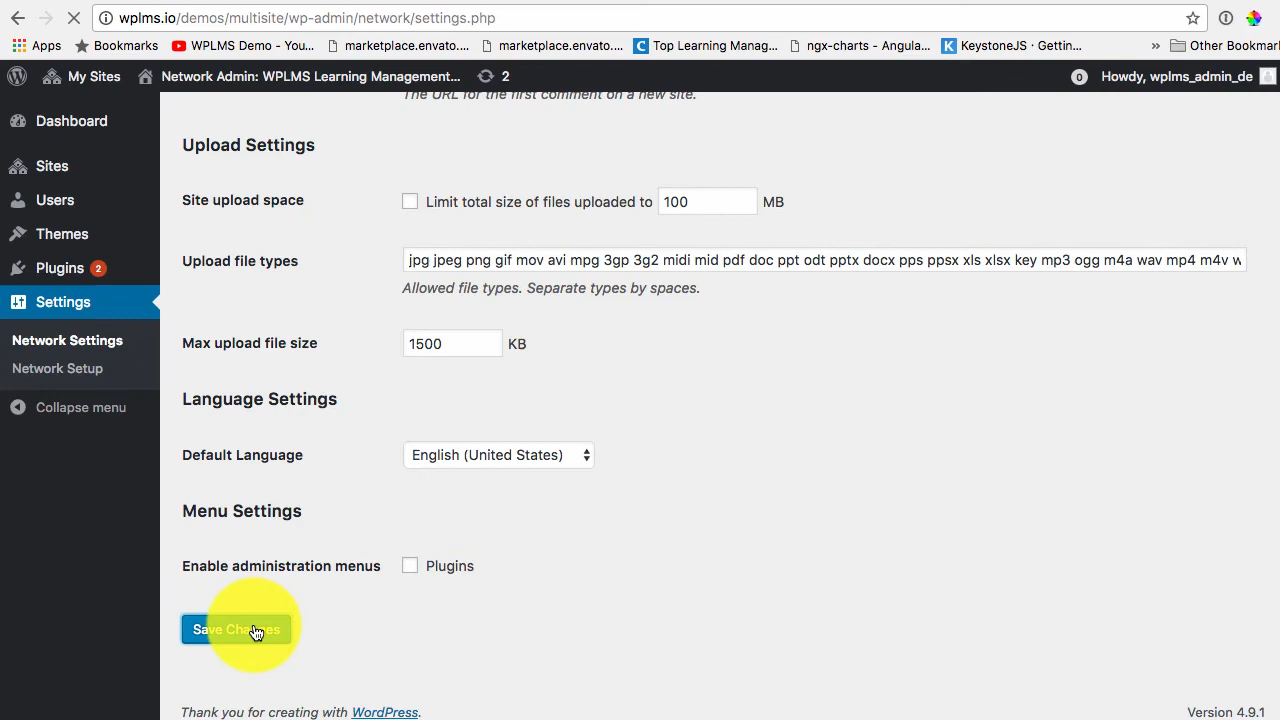 wplms.io/demos/multisite/wp-admin/network/settings.php
Apps Bookmarks WPLMS Demo - You... marketplace.envato.... marketplace.envato.... Top Learning Manag... ngx-charts - Angula... KeystoneJS · Gettin... » Other Bookmar
My Sites Network Admin: WPLMS Learning Management... 2 0 Howdy, wplms_admin_de
The URL for the first comment on a new site.
Dashboard
Sites
Users
Themes
Plugins 2
Settings
Network Settings
Network Setup
Collapse menu
Upload Settings
Site upload space Limit total size of files uploaded to 100 MB
Upload file types jpg jpeg png gif mov avi mpg 3gp 3g2 midi mid pdf doc ppt odt pptx docx pps ppsx xls xlsx key mp3 ogg m4a wav mp4 m4v w
Allowed file types. Separate types by spaces.
Max upload file size 1500 KB
Language Settings
Default Language English (United States)
Menu Settings
Enable administration menus Plugins
Save Changes
Thank you for creating with WordPress. Version 4.9.1